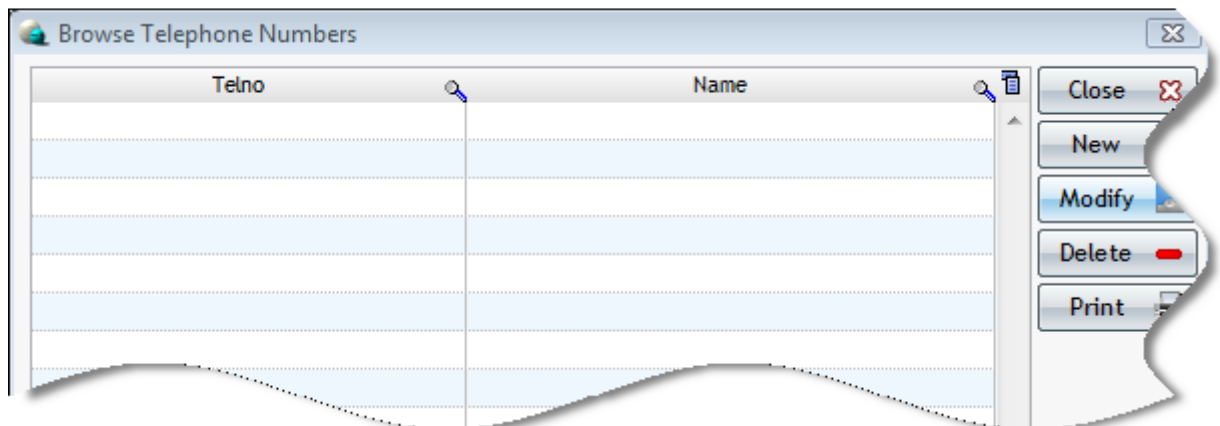 Browse Telephone Numbers
Telno Name
Close
New
Modify
Delete
Print